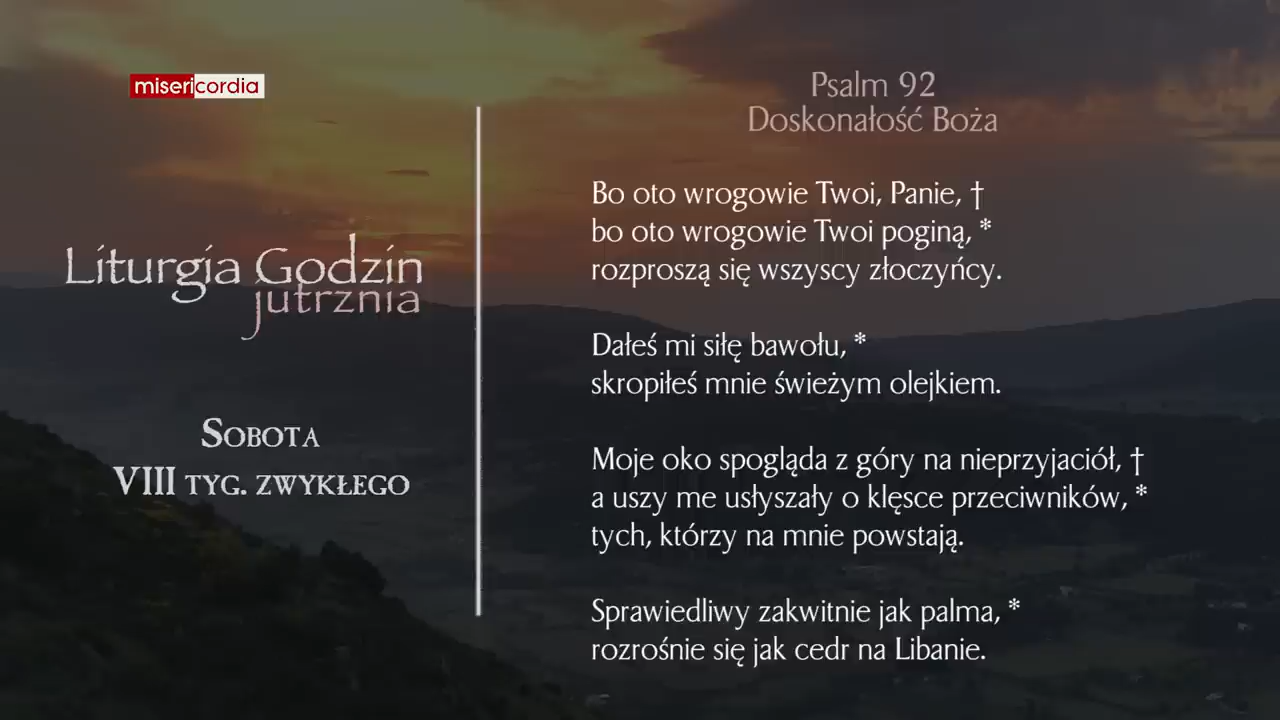 misericordia
Liturgia Godzin
jutrznia
Sobota
VIII tyg. zwykłego
Psalm 92
Doskonałość Boża
Bo oto wrogowie Twoi, Panie, †
bo oto wrogowie Twoi poginą, *
rozproszą się wszyscy złoczyńcy.
Dałeś mi siłę bawołu, *
skropiłeś mnie świeżym olejkiem.
Moje oko spogląda z góry na nieprzyjaciół, †
a uszy me usłyszały o klęsce przeciwników, *
tych, którzy na mnie powstają.
Sprawiedliwy zakwitnie jak palma, *
rozrośnie się jak cedr na Libanie.